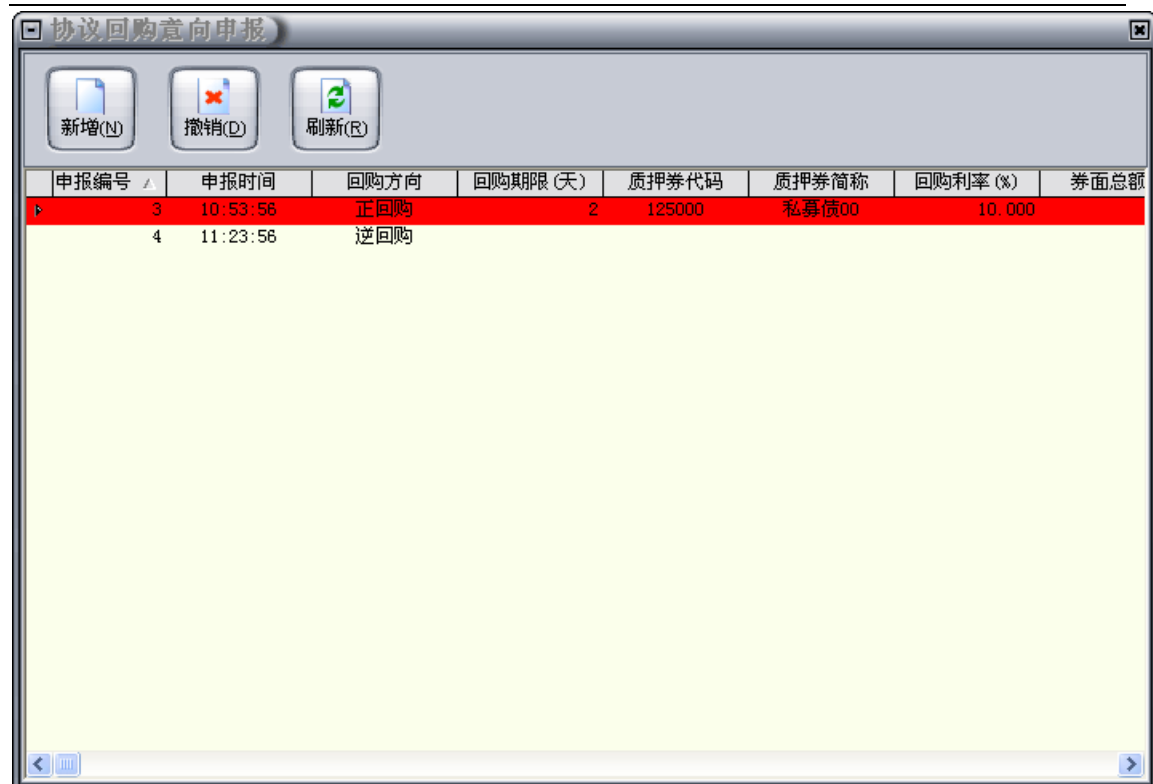 协议回购意向申报
新增(N) 撤销(D) 刷新(R)
申报编号 申报时间 回购方向 回购期限(天) 质押券代码 质押券简称 回购利率(%) 券面总额
3 10:53:56 正回购 2 125000 私募债00 10.000
4 11:23:56 逆回购